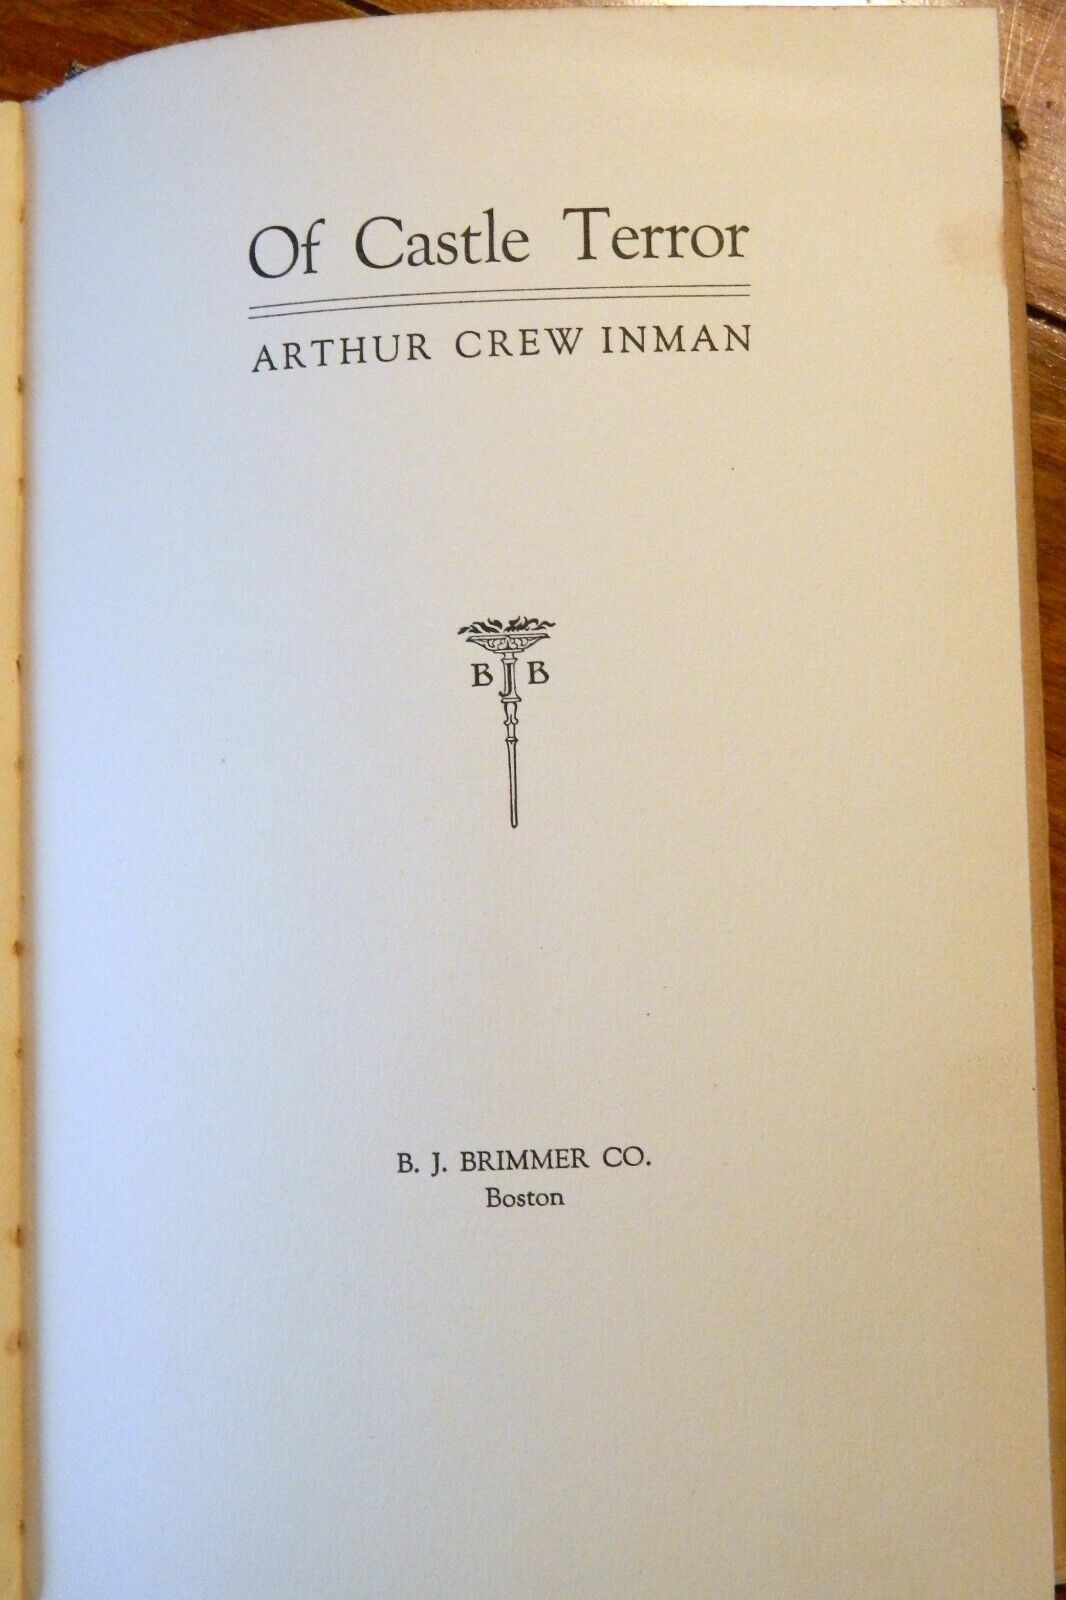 Of Castle Terror
ARTHUR CREW INMAN
B J B
B. J. BRIMMER CO.
Boston